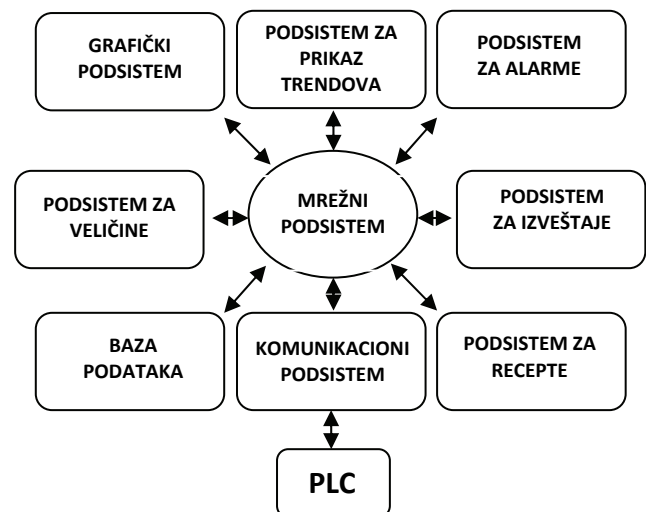 GRAFIČKI
PODSISTEM
PODSISTEM ZA
PRIKAZ
TRENDOVA
PODSISTEM
ZA ALARME
PODSISTEM ZA
VELIČINE
MREŽNI
PODSISTEM
PODSISTEM
ZA IZVEŠTAJE
BAZA
PODATAKA
KOMUNIKACIONI
PODSISTEM
PODSISTEM ZA
RECEPTE
PLC